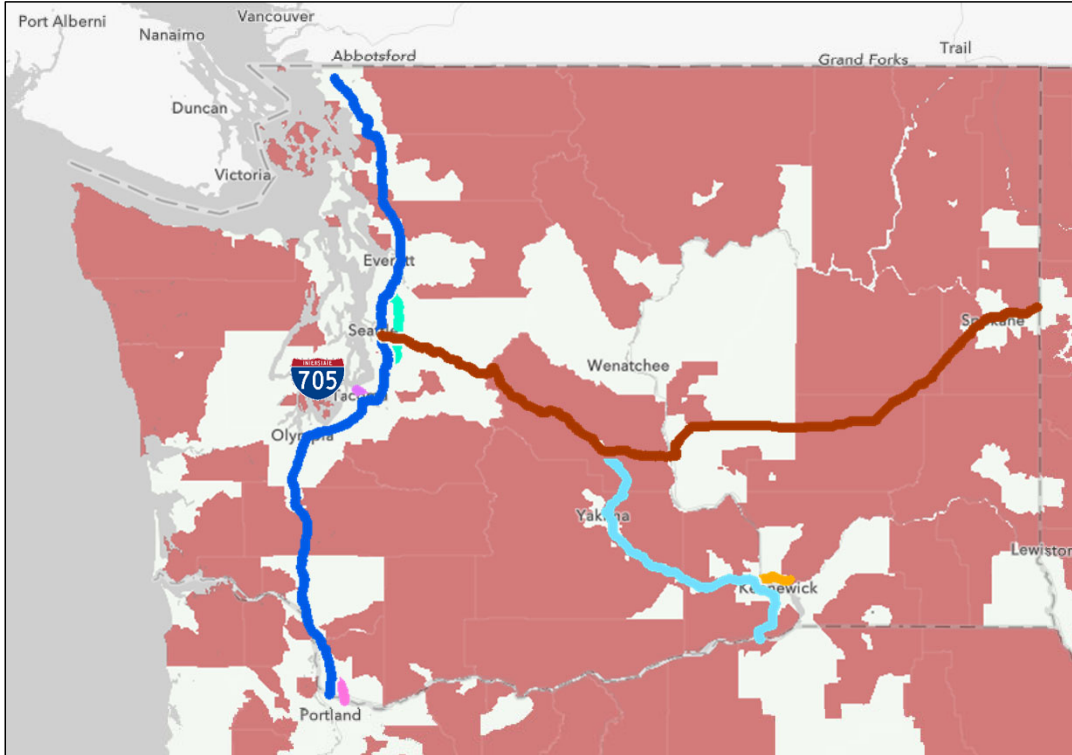 Vancouver
Port Alberni
Nanaimo
Abbotsford
Trail
Grand Forks
Duncan
Victoria
Everett
Seattle
Spokane
Wenatchee
INTERSTATE
705
Tacoma
Olympia
Yakima
Lewiston
Kennewick
Portland